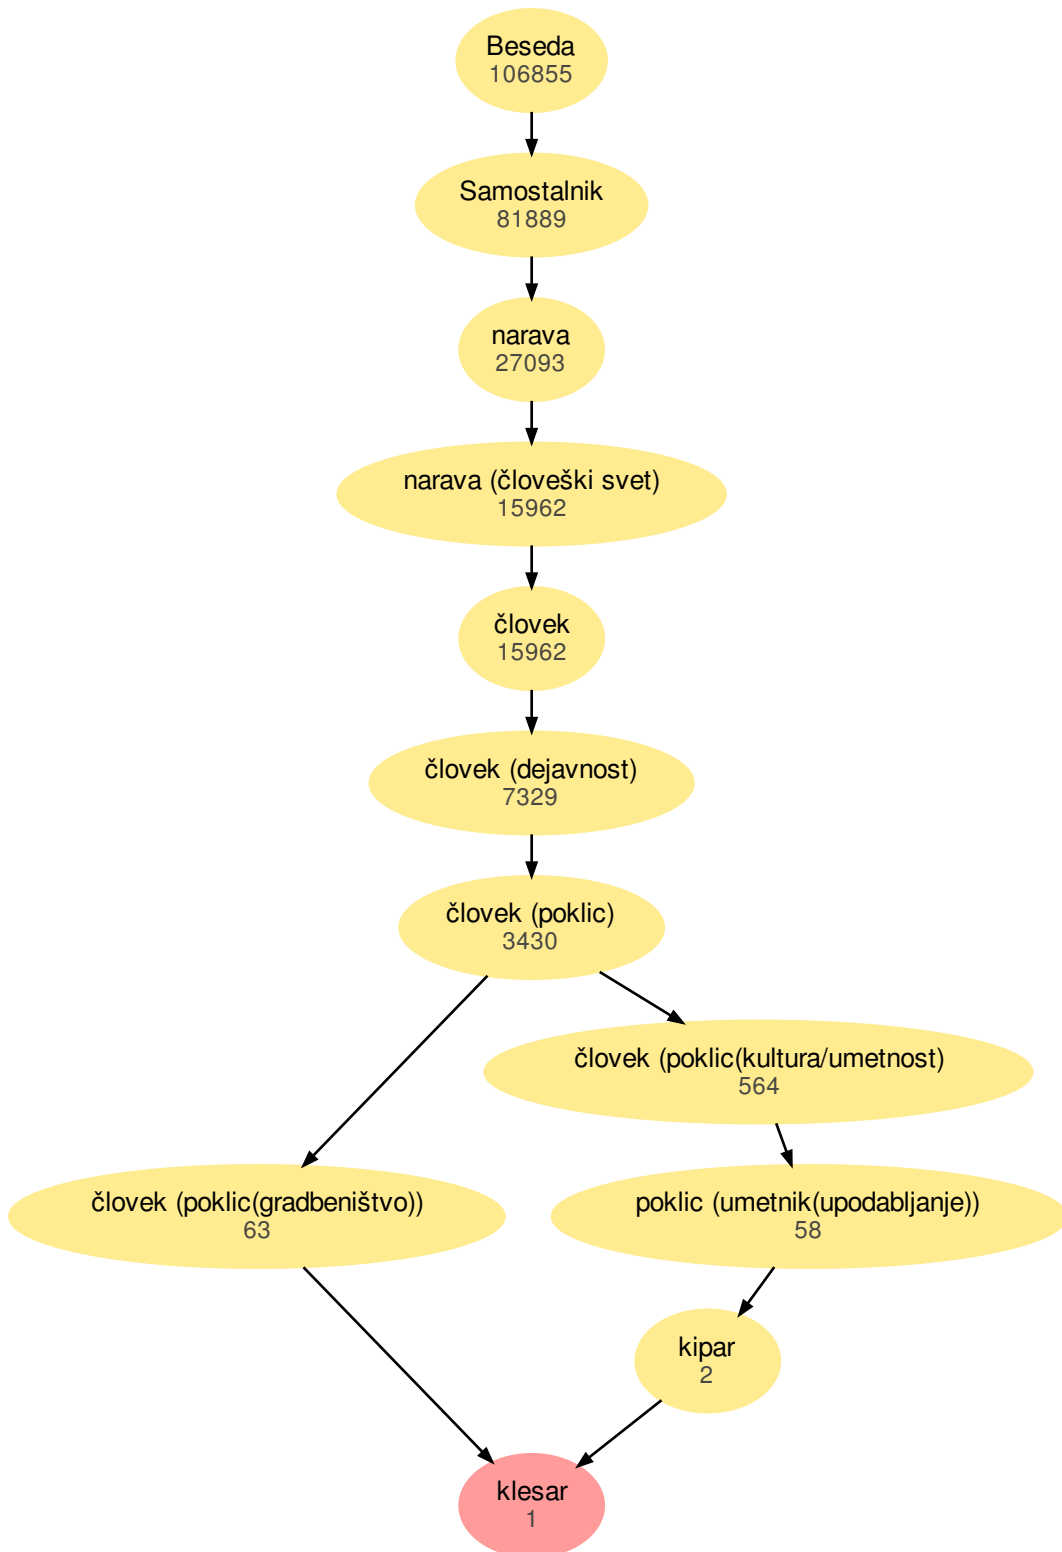 Beseda
106855
Samostalnik
81889
narava
27093
narava (človeški svet)
15962
človek
15962
človek (dejavnost)
7329
človek (poklic)
3430
človek (poklic(kultura/umetnost)
564
človek (poklic(gradbeništvo))
63
poklic (umetnik(upodabljanje))
58
kipar
2
klesar
1